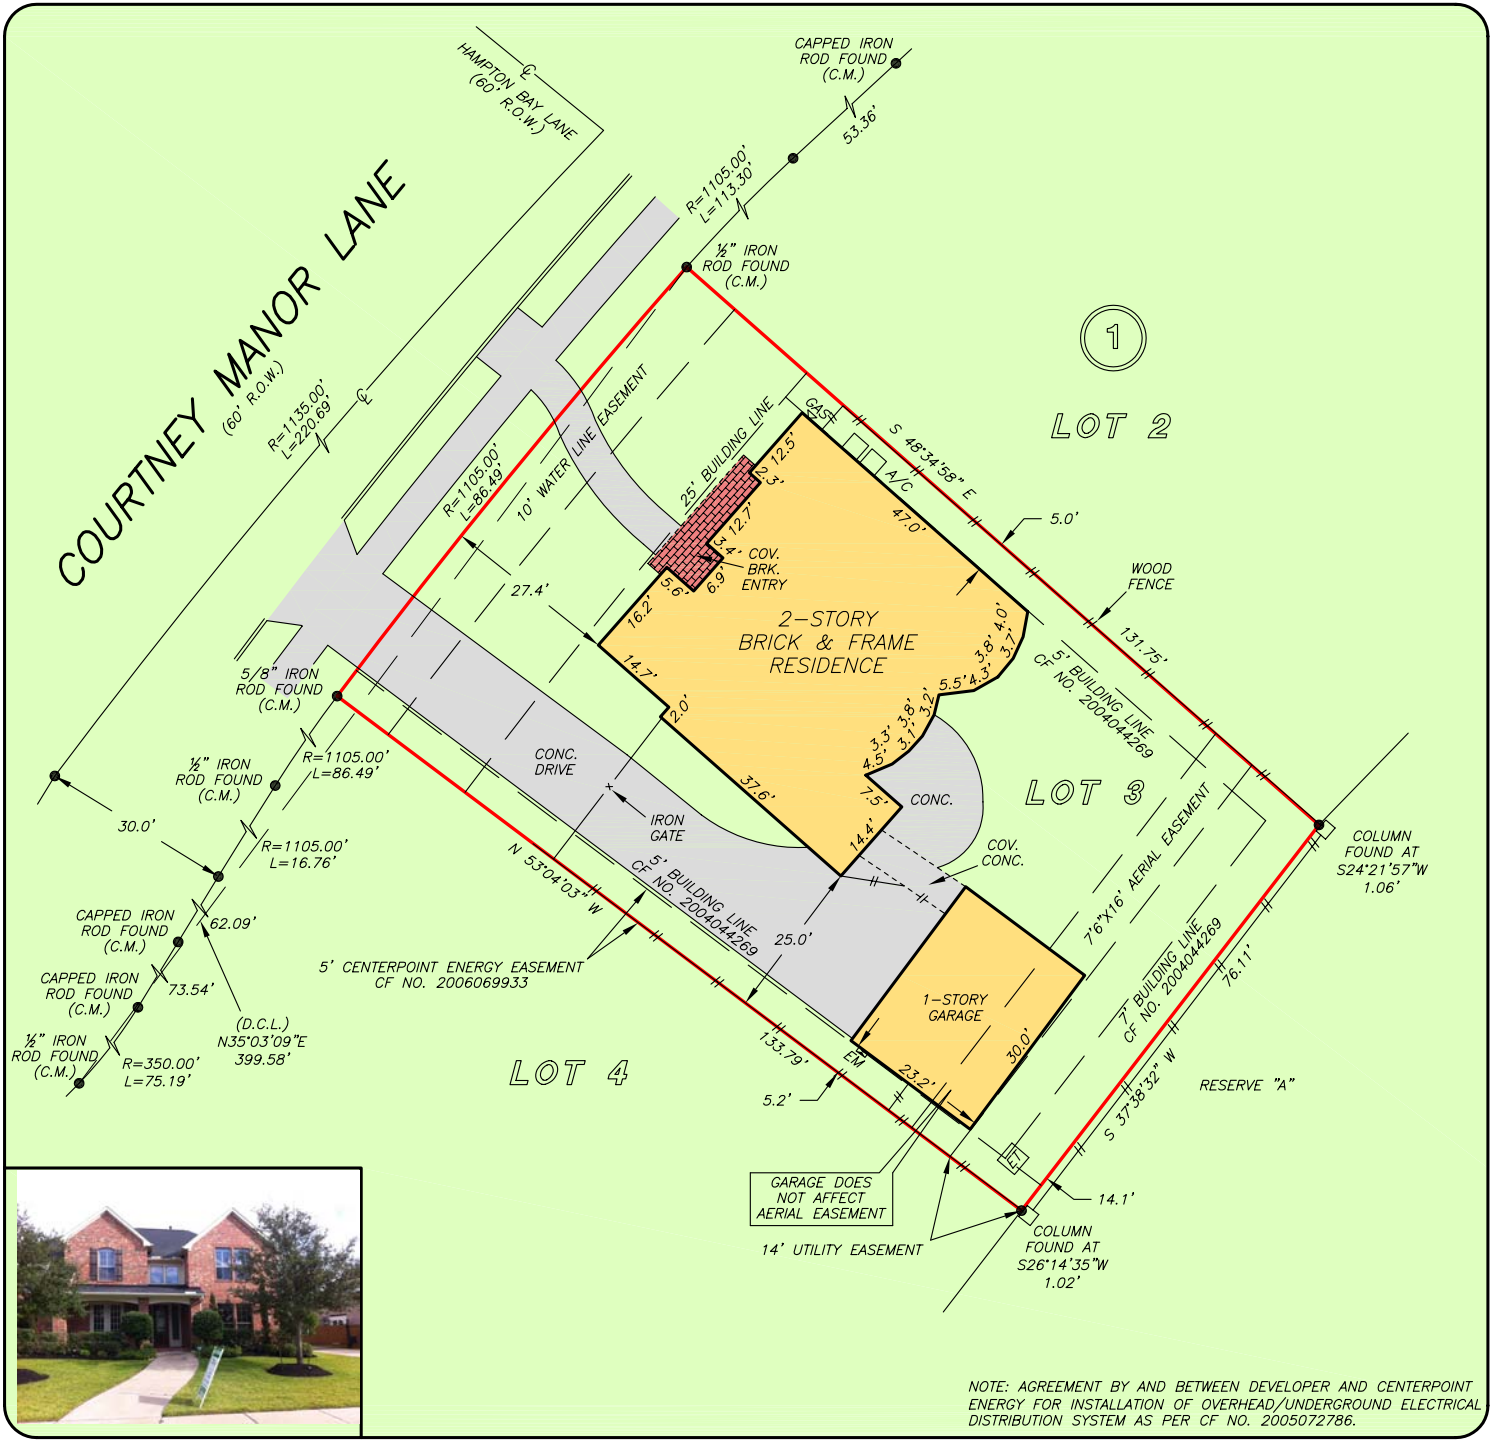 HAMPTON BAY LANE
(60' R.O.W.)
℄
CAPPED IRON
ROD FOUND
(C.M.)
53.36'
R=1105.00'
L=113.30'
½" IRON
ROD FOUND
(C.M.)
COURTNEY MANOR LANE
(60' R.O.W.)
R=1135.00'
L=220.69'
℄
1
LOT 2
10' WATER LINE EASEMENT
25' BUILDING LINE
R=1105.00'
L=86.49'
GAS
A/C
S 48°34'58" E
5.0'
WOOD
FENCE
131.75'
12.5'
2.3'
12.7'
3.4'
6.9'
5.6'
16.2'
47.0'
COV.
BRK.
ENTRY
27.4'
2-STORY
BRICK & FRAME
RESIDENCE
4.0'
3.7'
3.8'
4.3'
5.5'
3.2'
3.8'
3.1'
3.3'
4.5'
7.5'
14.4'
14.7'
2.0'
37.6'
5' BUILDING LINE
CF NO. 2004044269
5/8" IRON
ROD FOUND
(C.M.)
CONC.
DRIVE
IRON
GATE
CONC.
COV.
CONC.
LOT 3
7'6"X16' AERIAL EASEMENT
½" IRON
ROD FOUND
(C.M.)
R=1105.00'
L=86.49'
30.0'
R=1105.00'
L=16.76'
N 53°04'03" W
5' BUILDING LINE
CF NO. 2004044269
COLUMN
FOUND AT
S24°21'57"W
1.06'
CAPPED IRON
ROD FOUND
(C.M.)
62.09'
25.0'
5' CENTERPOINT ENERGY EASEMENT
CF NO. 2006069933
7' BUILDING LINE
CF NO. 2004044269
76.11'
CAPPED IRON
ROD FOUND
(C.M.)
73.54'
1-STORY
GARAGE
30.0'
23.2'
(D.C.L.)
N35°03'09"E
399.58'
½" IRON
ROD FOUND
(C.M.)
R=350.00'
L=75.19'
LOT 4
133.79'
EM
5.2'
S 37°38'32" W
RESERVE "A"
ET
GARAGE DOES
NOT AFFECT
AERIAL EASEMENT
14.1'
14' UTILITY EASEMENT
COLUMN
FOUND AT
S26°14'35"W
1.02'
NOTE: AGREEMENT BY AND BETWEEN DEVELOPER AND CENTERPOINT
ENERGY FOR INSTALLATION OF OVERHEAD/UNDERGROUND ELECTRICAL
DISTRIBUTION SYSTEM AS PER CF NO. 2005072786.